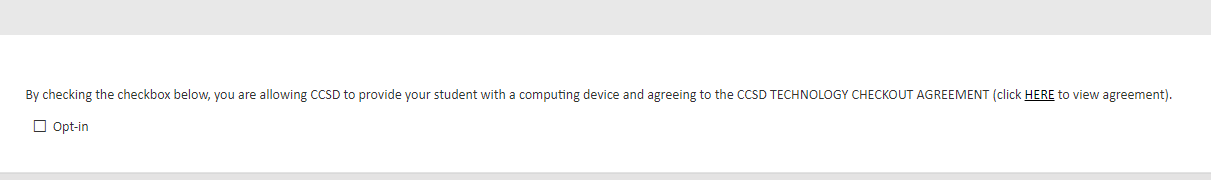 By checking the checkbox below, you are allowing CCSD to provide your student with a computing device and agreeing to the CCSD TECHNOLOGY CHECKOUT AGREEMENT (click HERE to view agreement).
Opt-in